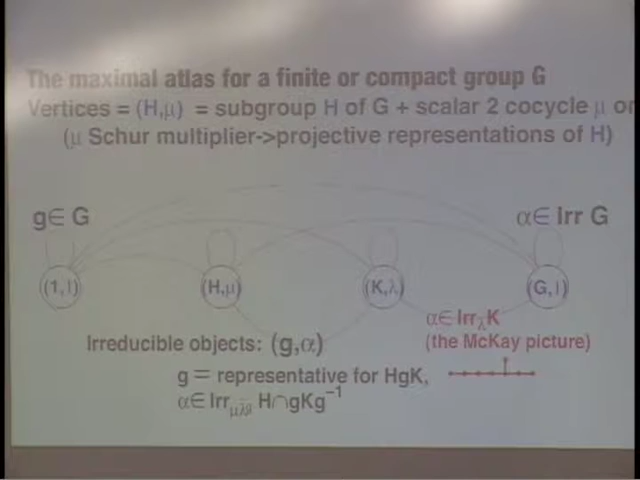 The maximal atlas for a finite or compact group G
Vertices = (H,μ) = subgroup H of G + scalar 2 cocycle μ on
(μ Schur multiplier->projective representations of H)
g∈ G
α∈ Irr G
(1,1)
(H,μ)
(K,λ)
(G,1)
α∈ Irr_λ K
(the McKay picture)
Irreducible objects: (g,α)
g = representative for HgK,
α∈ Irr H∩gKg⁻¹